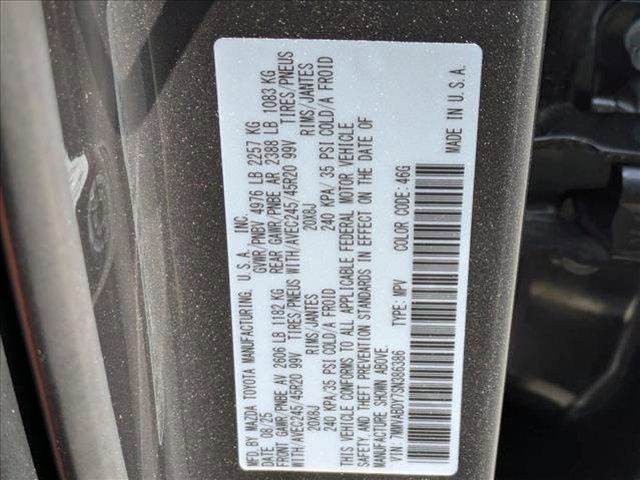 MFD. BY MAZDA TOYOTA MANUFACTURING, U.S.A., INC.
DATE 08/25 GVWR/PNBV 4976 LB 2257 KG
FRONT GAWR/PNBE AV 2606 LB 1182 KG REAR GAWR/PNBE AR 2388 LB 1083 KG
WITH/AVEC245/45R20 99V TIRES/PNEUS WITH/AVEC245/45R20 99V TIRES/PNEUS
20X8J RIMS/JANTES 20X8J RIMS/JANTES
240 KPA/ 35 PSI COLD/A FROID 240 KPA/ 35 PSI COLD/A FROID
THIS VEHICLE CONFORMS TO ALL APPLICABLE FEDERAL MOTOR VEHICLE
SAFETY AND THEFT PREVENTION STANDARDS IN EFFECT ON THE DATE OF
MANUFACTURE SHOWN ABOVE.
VIN: TYPE: MPV COLOR CODE: 46G
MADE IN U.S.A.